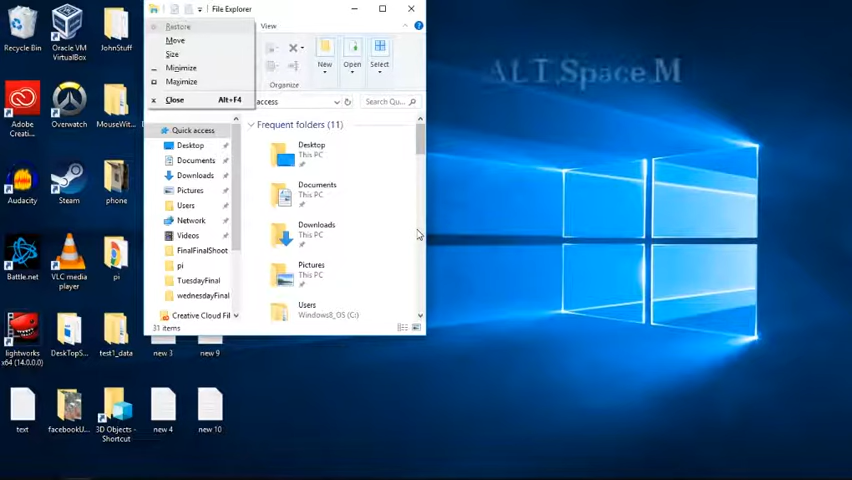 File Explorer
Restore
Move
Size
Minimize
Maximize
Close Alt+F4
View
Organize
New
Open
Select
access
Search Qu...
Quick access
Desktop
Documents
Downloads
Pictures
Users
Network
Videos
FinalFinalShoot
pi
TuesdayFinal
wednesdayFinal
Creative Cloud Fil
31 items
Frequent folders (11)
Desktop
This PC
Documents
This PC
Downloads
This PC
Pictures
This PC
Users
Windows8_OS (C:)
ALT,Space,M
Recycle Bin
Oracle VM
VirtualBox
JohnStuff
Adobe
Creati...
Overwatch
MouseWit...
Audacity
Steam
phone
Battle.net
VLC media
player
pi
lightworks
x64 (14.0.0.0)
DeskTopS...
test1_data
new 3
new 9
text
facebookU...
3D Objects -
Shortcut
new 4
new 10